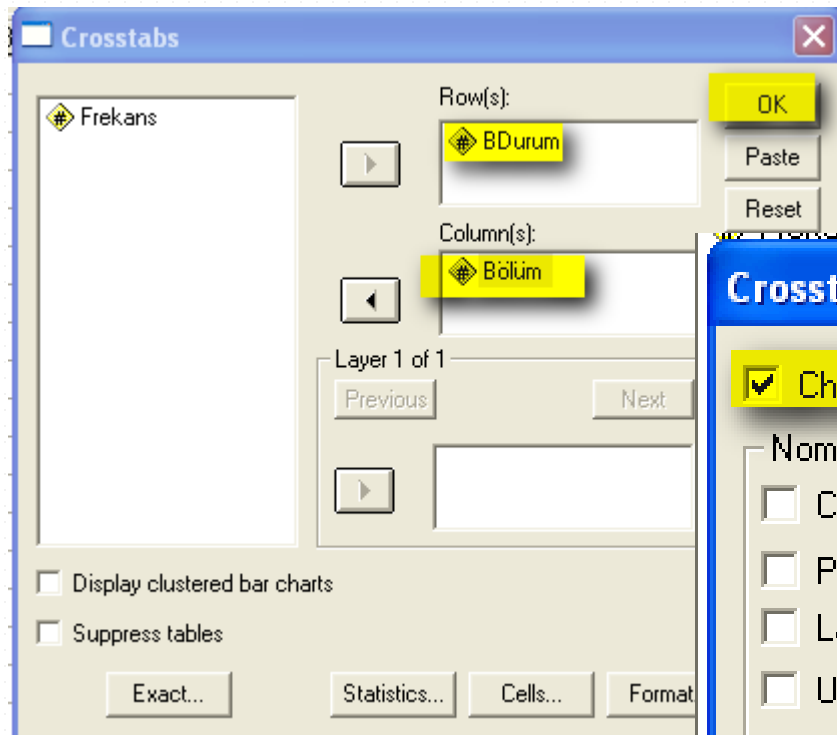 Crosstabs
Frekans
Row(s):
BDurum
OK
Paste
Reset
Column(s):
Bölüm
Layer 1 of 1
Previous
Next
Display clustered bar charts
Suppress tables
Exact...
Statistics...
Cells...
Format
Crosst
Ch
Nom
C
P
L
U